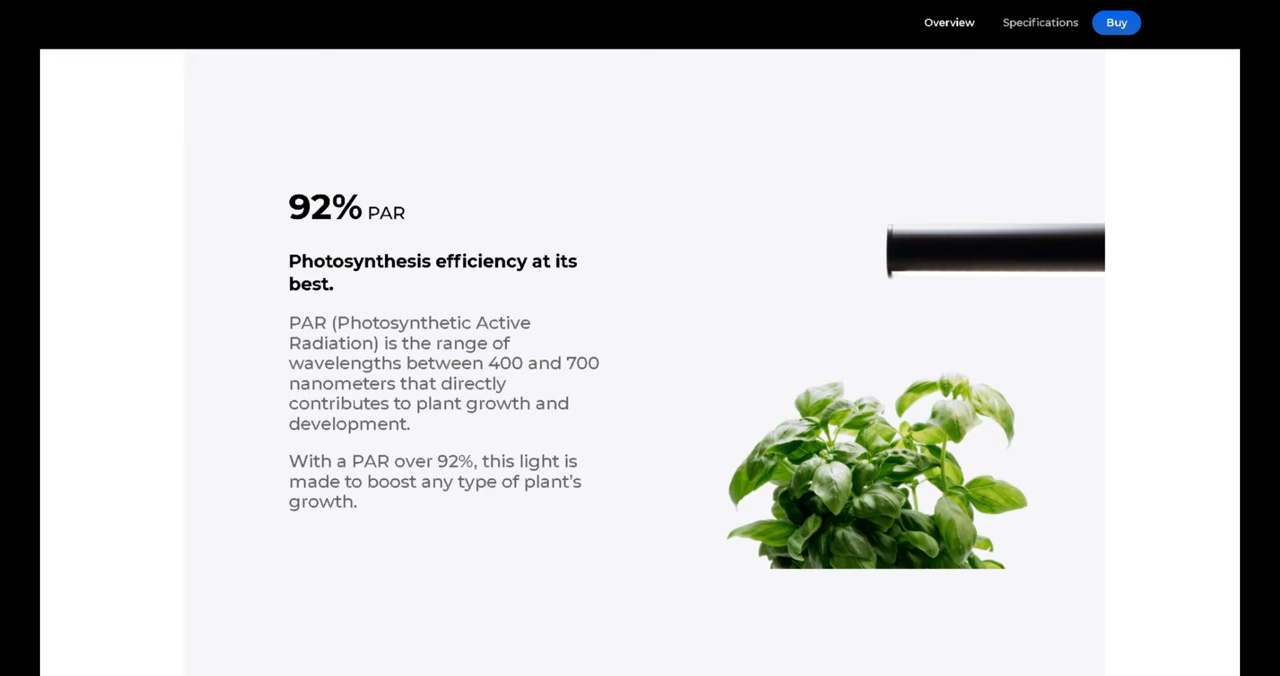 Overview Specifications Buy
92% PAR
Photosynthesis efficiency at its
best.
PAR (Photosynthetic Active
Radiation) is the range of
wavelengths between 400 and 700
nanometers that directly
contributes to plant growth and
development.
With a PAR over 92%, this light is
made to boost any type of plant’s
growth.